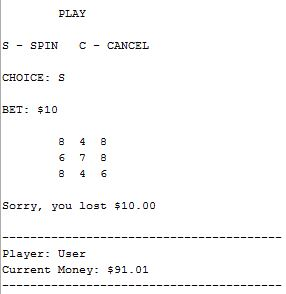 PLAY
S - SPIN   C - CANCEL
CHOICE: S
BET: $10
8  4  8
6  7  8
8  4  6
Sorry, you lost $10.00
----------------------------------------
Player: User
Current Money: $91.01
----------------------------------------